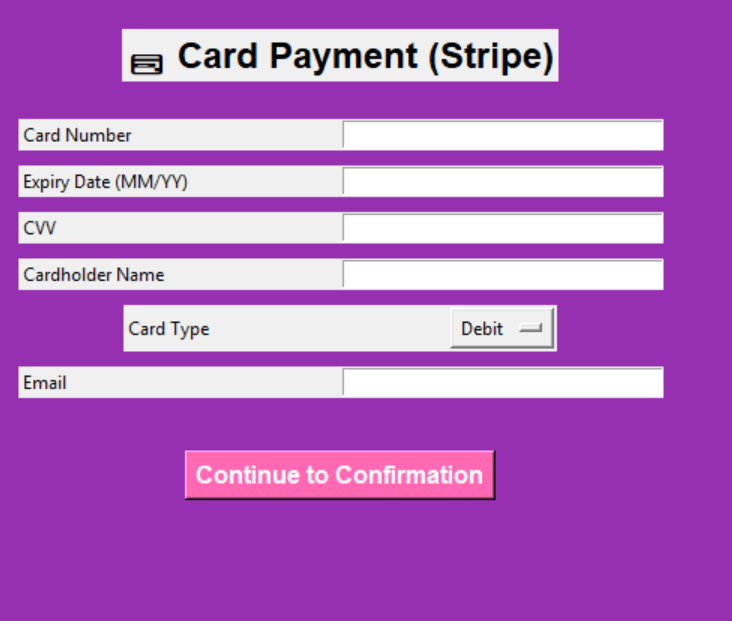 Card Payment (Stripe)
Card Number
Expiry Date (MM/YY)
CVV
Cardholder Name
Card Type Debit
Email
Continue to Confirmation